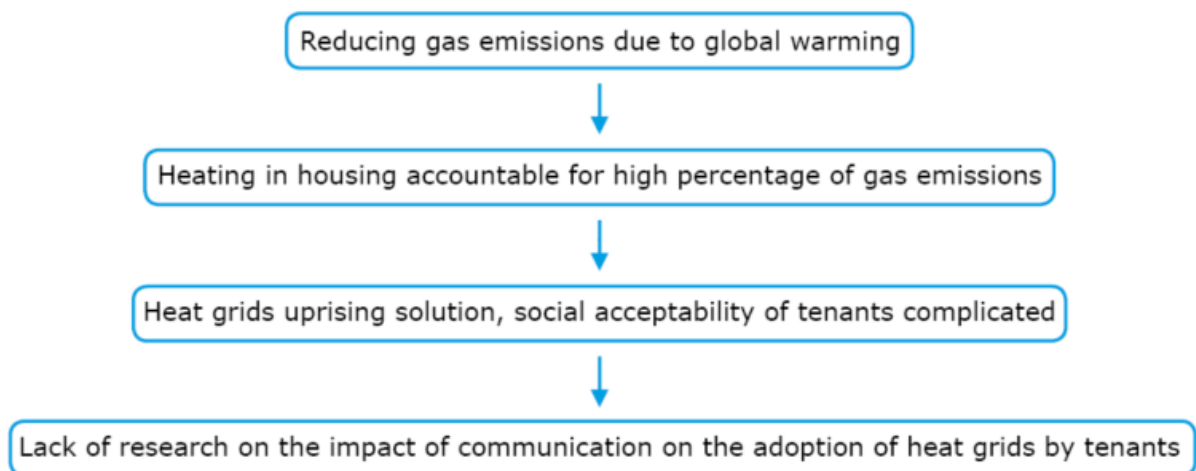 Reducing gas emissions due to global warming
Heating in housing accountable for high percentage of gas emissions
Heat grids uprising solution, social acceptability of tenants complicated
Lack of research on the impact of communication on the adoption of heat grids by tenants